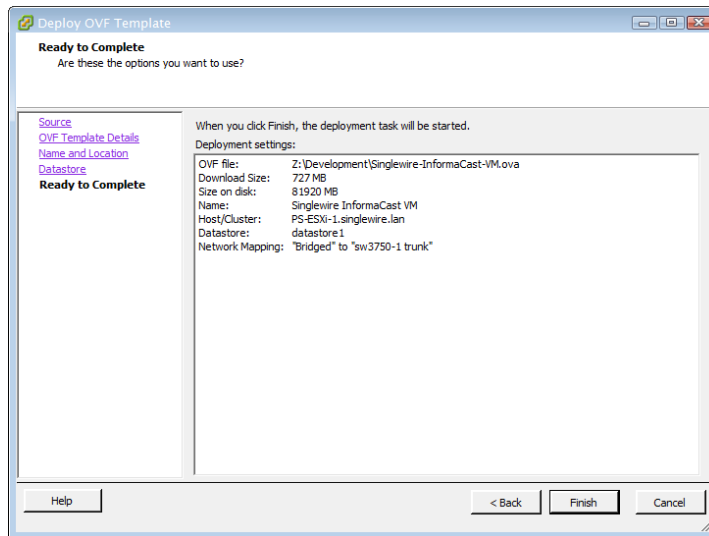 Deploy OVF Template
Ready to Complete
Are these the options you want to use?
Source
OVF Template Details
Name and Location
Datastore
Ready to Complete
When you click Finish, the deployment task will be started.
Deployment settings:
OVF file: Z:\Development\Singlewire-InformaCast-VM.ova
Download Size: 727 MB
Size on disk: 81920 MB
Name: Singlewire InformaCast VM
Host/Cluster: PS-ESXi-1.singlewire.lan
Datastore: datastore1
Network Mapping: "Bridged" to "sw3750-1 trunk"
Help
< Back
Finish
Cancel